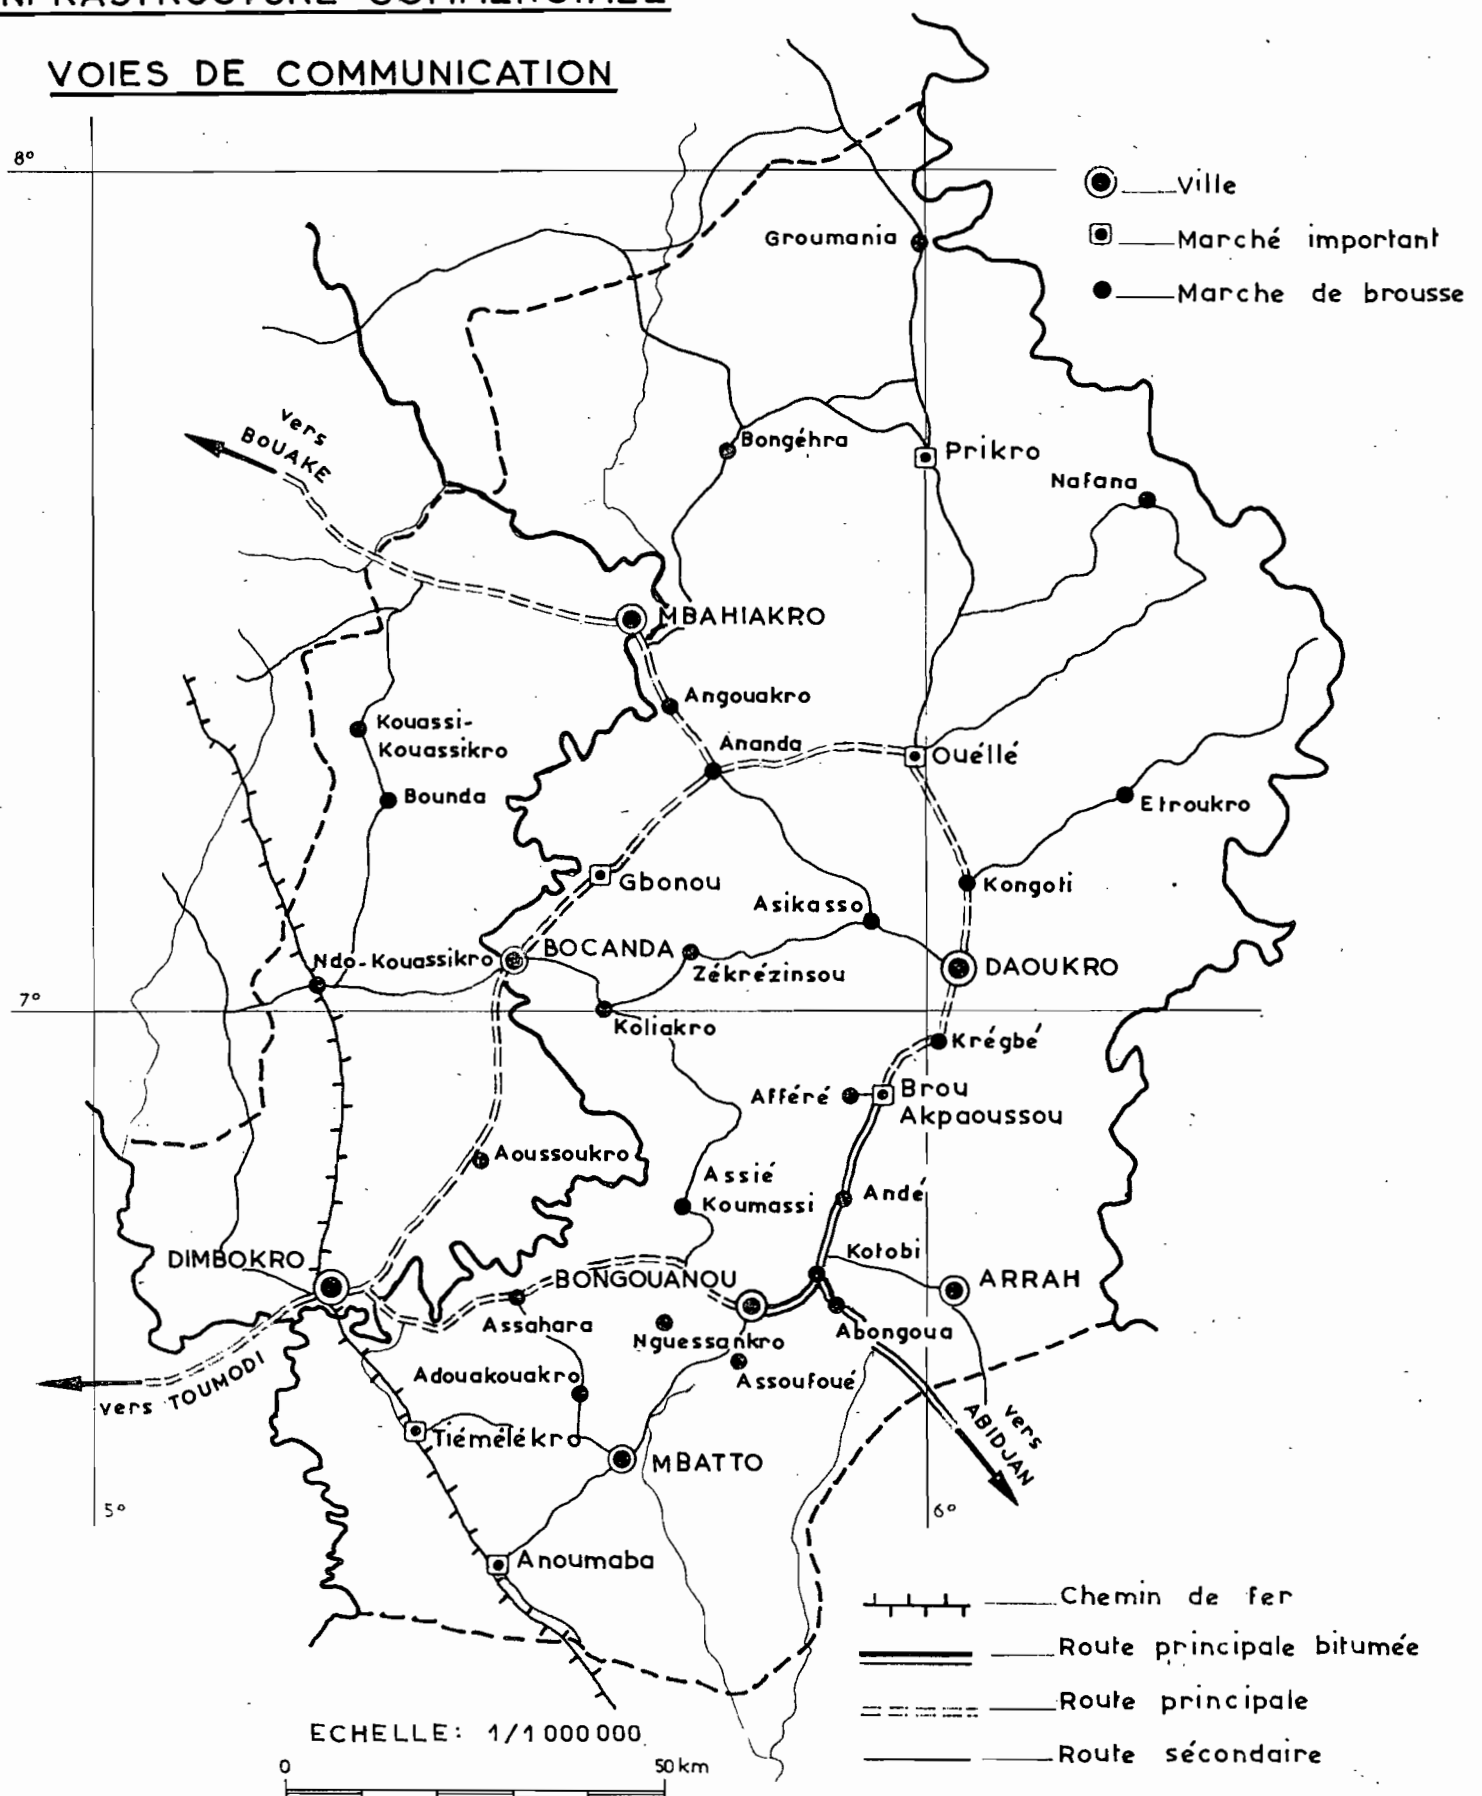 INFRASTRUCTURE COMMERCIALE
VOIES DE COMMUNICATION
8°
Ville
Marché important
Marche de brousse
Groumania
vers
BOUAKE
Bongéhra
Prikro
Nafana
MBAHIAKRO
Angouakro
Ananda
Ouéllé
Kouassi-
Kouassikro
Bounda
Etroukro
Gbonou
Kongoti
Asikasso
Ndo-Kouassikro
BOCANDA
Zékrézinsou
DAOUKRO
7°
Koliakro
Krégbé
Afféré
Brou
Akpaoussou
Aoussoukro
Assié
Koumassi
Andé
DIMBOKRO
Kotobi
BONGOUANOU
ARRAH
Assahara
Nguessankro
Abongoua
Adouakouakro
Assoufoué
vers TOUMODI
vers
ABIDJAN
Tiémélékro
MBATTO
5°
6°
Anoumaba
Chemin de fer
Route principale bitumée
Route principale
Route sécondaire
ECHELLE: 1/1 000 000
0 50 km